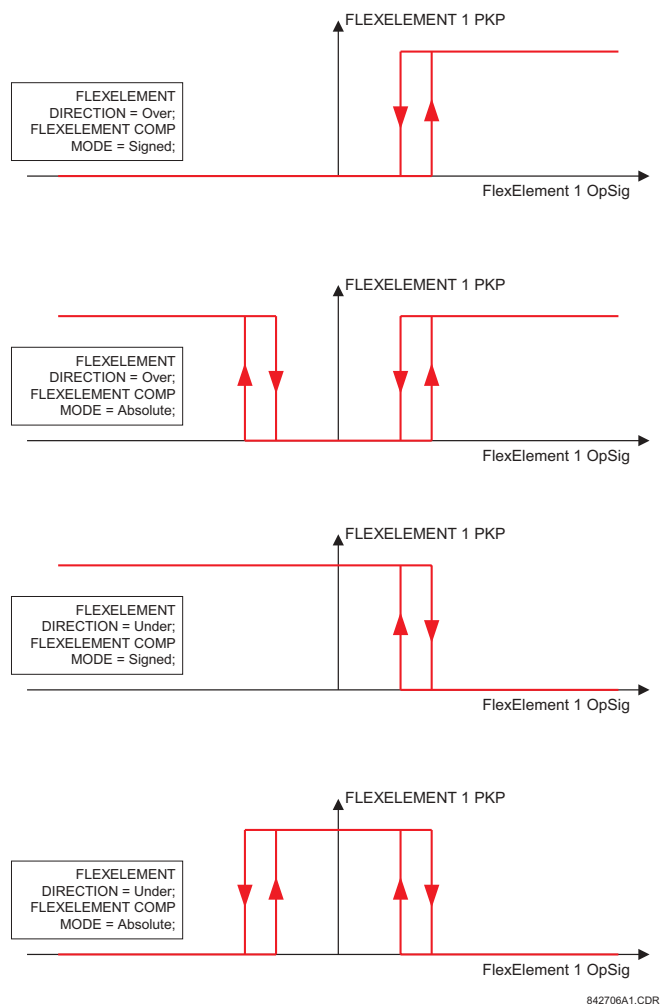 FLEXELEMENT 1 PKP
FLEXELEMENT
DIRECTION = Over;
FLEXELEMENT COMP
MODE = Signed;
FlexElement 1 OpSig
FLEXELEMENT 1 PKP
FLEXELEMENT
DIRECTION = Over;
FLEXELEMENT COMP
MODE = Absolute;
FlexElement 1 OpSig
FLEXELEMENT 1 PKP
FLEXELEMENT
DIRECTION = Under;
FLEXELEMENT COMP
MODE = Signed;
FlexElement 1 OpSig
FLEXELEMENT 1 PKP
FLEXELEMENT
DIRECTION = Under;
FLEXELEMENT COMP
MODE = Absolute;
FlexElement 1 OpSig
842706A1.CDR